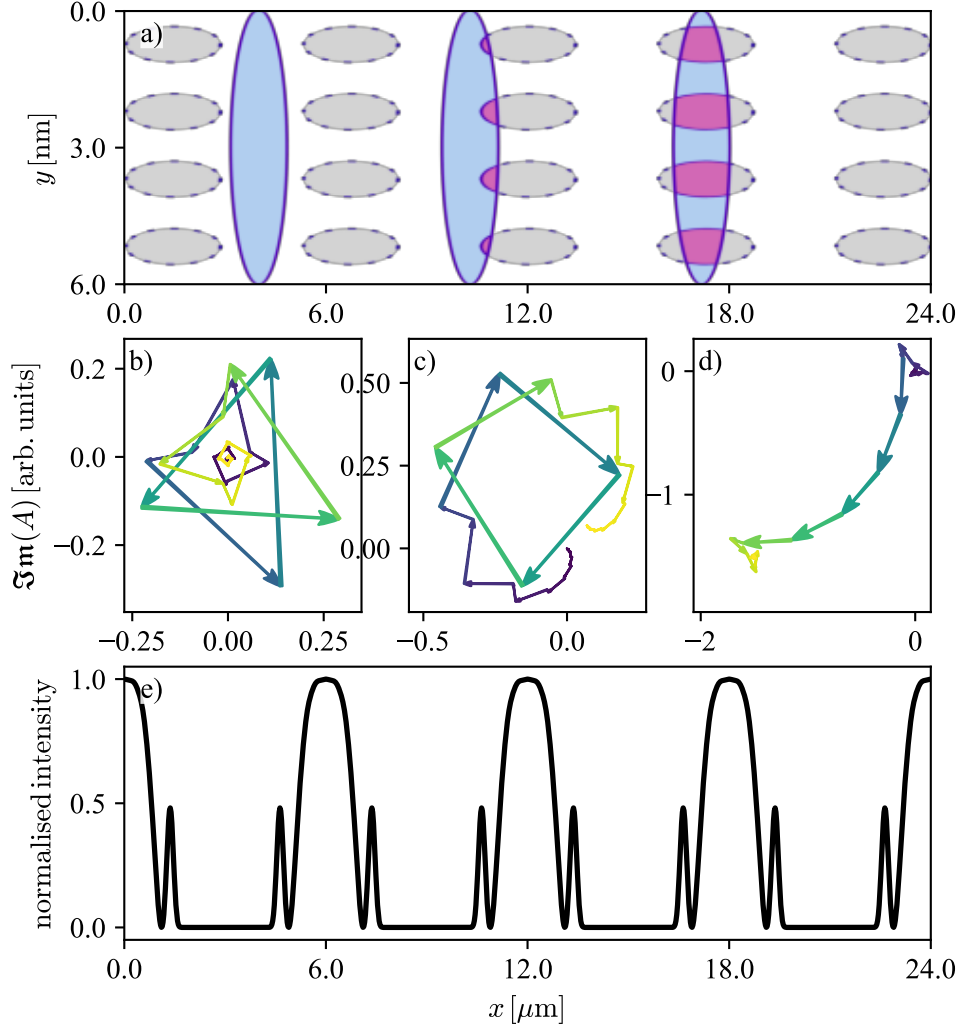 0.0
a)
y [nm]
3.0
6.0
0.0 6.0 12.0 18.0 24.0
b) c) d)
0.2 0.50 0
ℑ𝔪(A) [arb. units]
0.0 0.25 −1
−0.2 0.00
−0.25 0.00 0.25 −0.5 0.0 −2 0
1.0
e)
normalised intensity
0.5
0.0
0.0 6.0 12.0 18.0 24.0
x [μm]